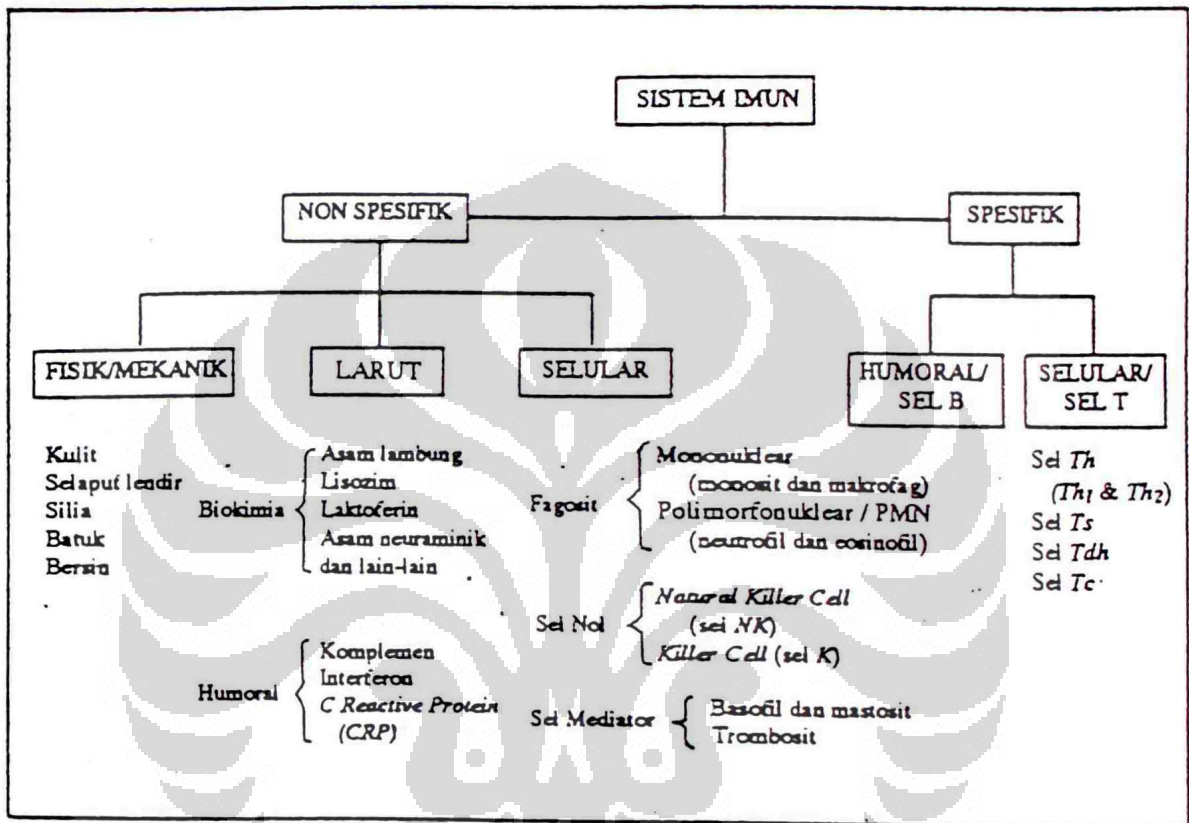 SISTEM IMUN
NON SPESIFIK
SPESIFIK
FISIK/MEKANIK
LARUT
SELULAR
HUMORAL/
SEL B
SELULAR/
SEL T
Kulit
Selaput lendir
Silia
Batuk
Bersin
Biokimia
Asam lambung
Lisozim
Laktoferin
Asam neuraminik
dan lain-lain
Humoral
Komplemen
Interferon
C Reactive Protein
(CRP)
Fagosit
Mononuklear
(monosit dan makrofag)
Polimorfonuklear / PMN
(neutrofil dan eosinofil)
Sel Nol
Natural Killer Cell
(sel NK)
Killer Cell (sel K)
Sel Mediator
Basofil dan mastosit
Trombosit
Sel Th
(Th1 & Th2)
Sel Ts
Sel Tdh
Sel Tc